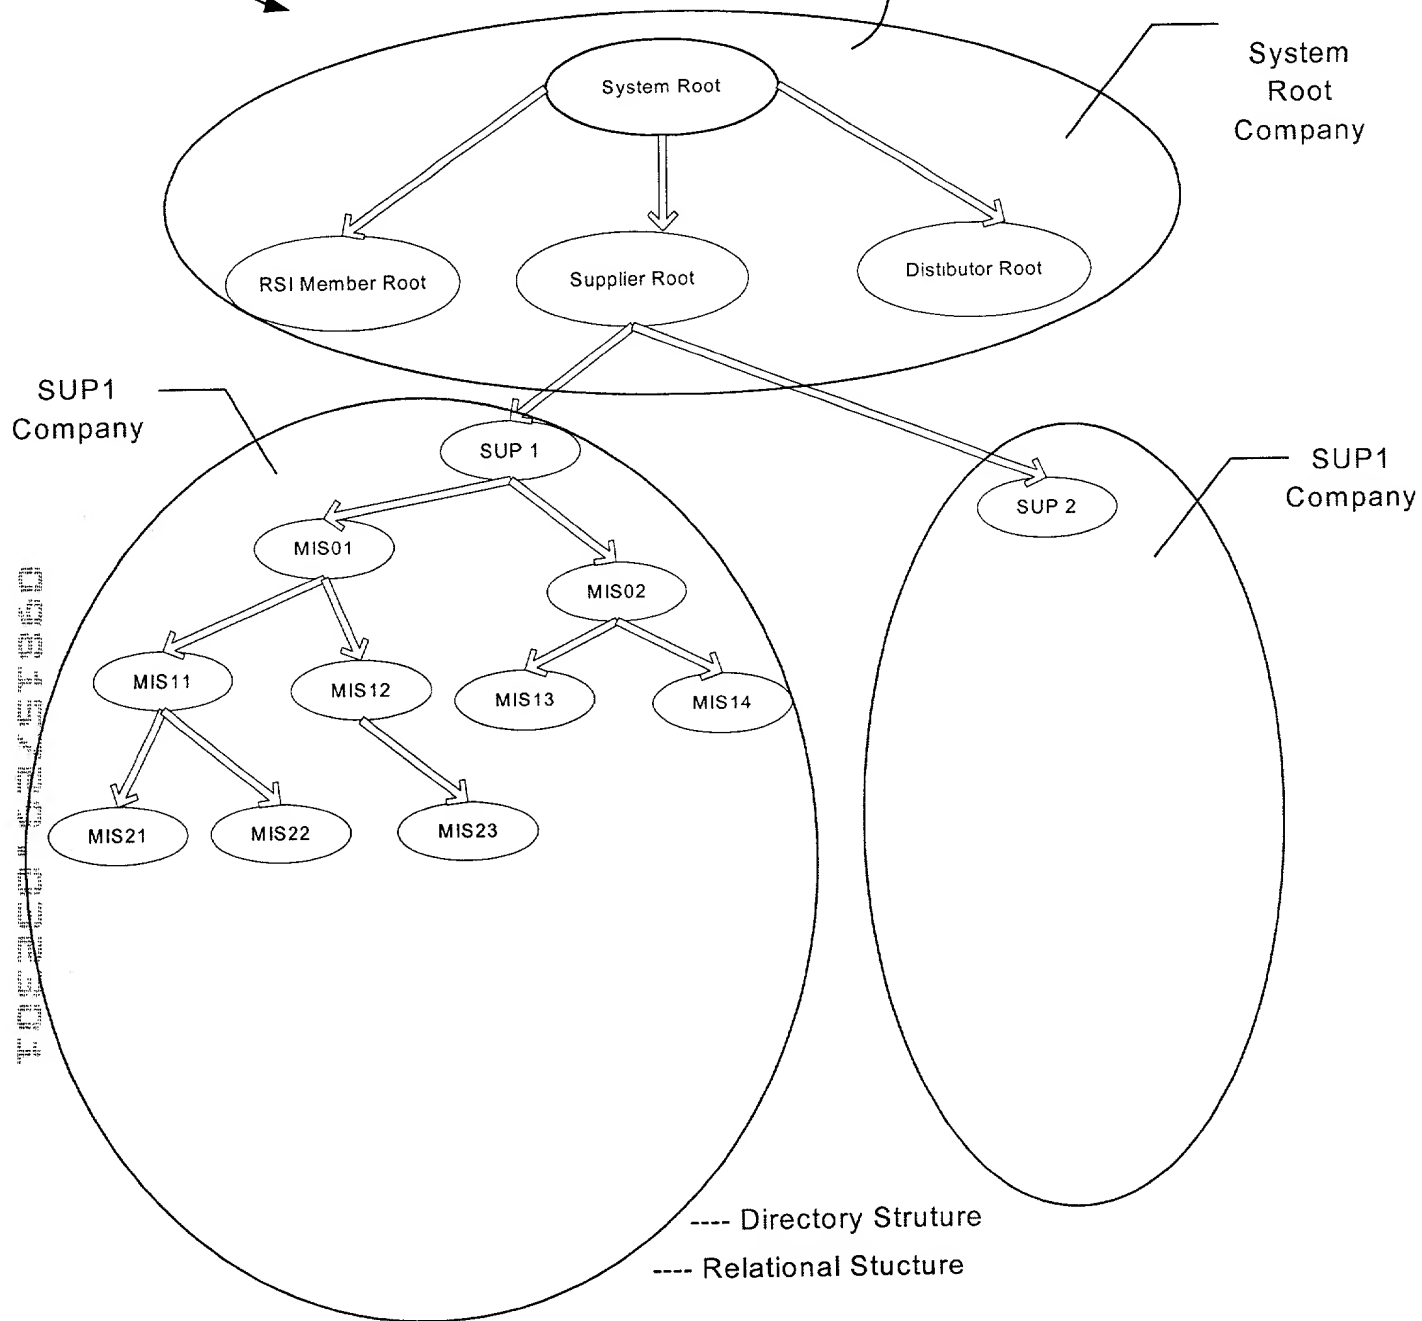 System
Root
Company
System Root
RSI Member Root
Supplier Root
Distibutor Root
SUP1
Company
SUP 1
SUP1
Company
SUP 2
MIS01
MIS02
MIS11
MIS12
MIS13
MIS14
MIS21
MIS22
MIS23
---- Directory Struture
---- Relational Stucture